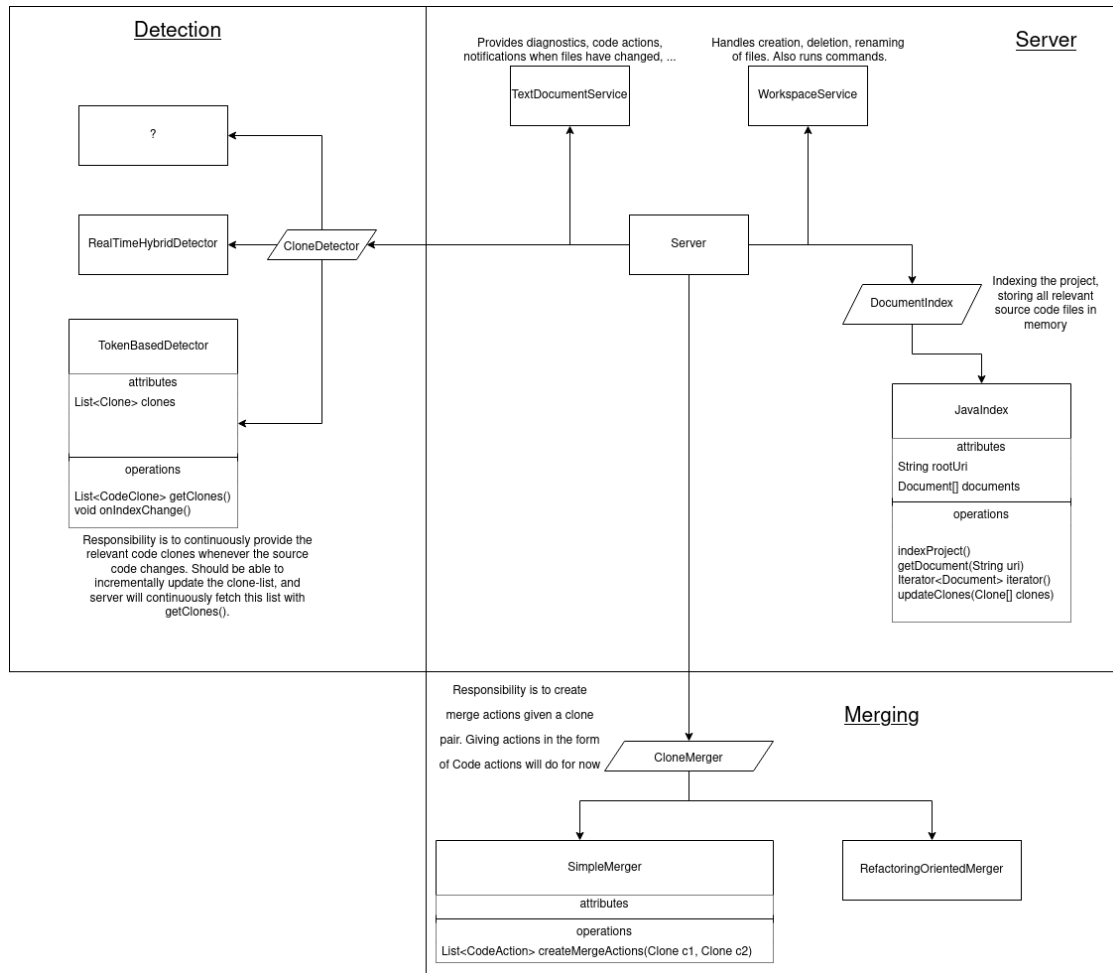 Detection
?
RealTimeHybridDetector
CloneDetector
TokenBasedDetector
attributes
List<Clone> clones
operations
List<CodeClone> getClones()
void onIndexChange()
Responsibility is to continuously provide the
relevant code clones whenever the source
code changes. Should be able to
incrementally update the clone-list, and
server will continuously fetch this list with
getClones().
Server
Provides diagnostics, code actions,
notifications when files have changed, ...
TextDocumentService
Handles creation, deletion, renaming
of files. Also runs commands.
WorkspaceService
Server
DocumentIndex
Indexing the project,
storing all relevant
source code files in
memory
JavaIndex
attributes
String rootUri
Document[] documents
operations
indexProject()
getDocument(String uri)
Iterator<Document> iterator()
updateClones(Clone[] clones)
Merging
Responsibility is to create
merge actions given a clone
pair. Giving actions in the form
of Code actions will do for now
CloneMerger
SimpleMerger
attributes
operations
List<CodeAction> createMergeActions(Clone c1, Clone c2)
RefactoringOrientedMerger